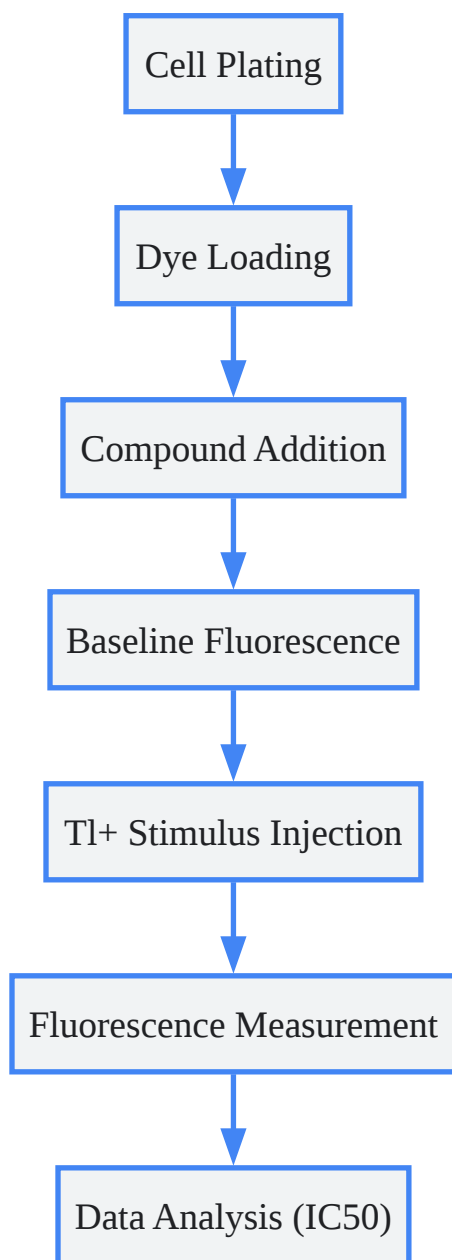 Cell Plating
Dye Loading
Compound Addition
Baseline Fluorescence
Tl+ Stimulus Injection
Fluorescence Measurement
Data Analysis (IC50)